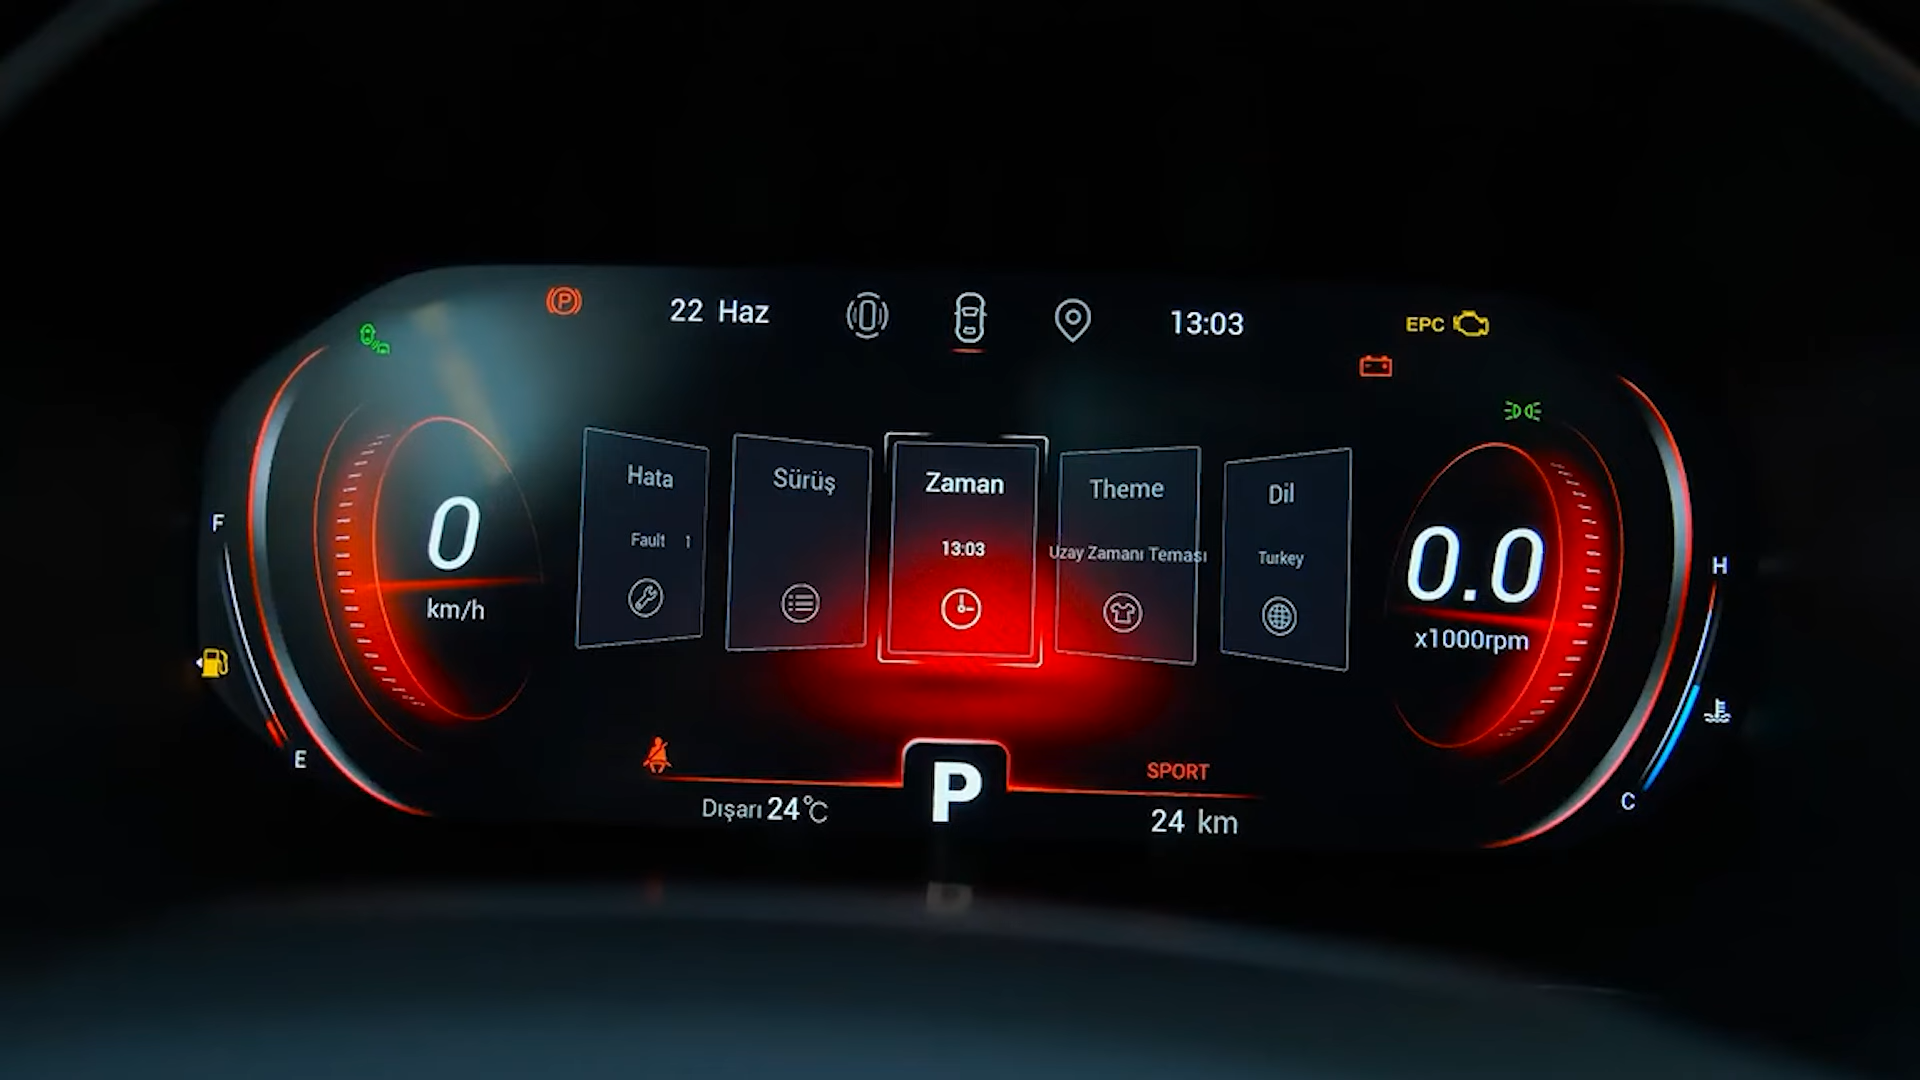 22 Haz
13:03
EPC
Hata
Fault 1
Sürüş
Zaman
13:03
Theme
Uzay Zamanı Teması
Dil
Turkey
F
E
0
km/h
0.0
x1000rpm
H
C
P
SPORT
Dışarı 24°C
24 km